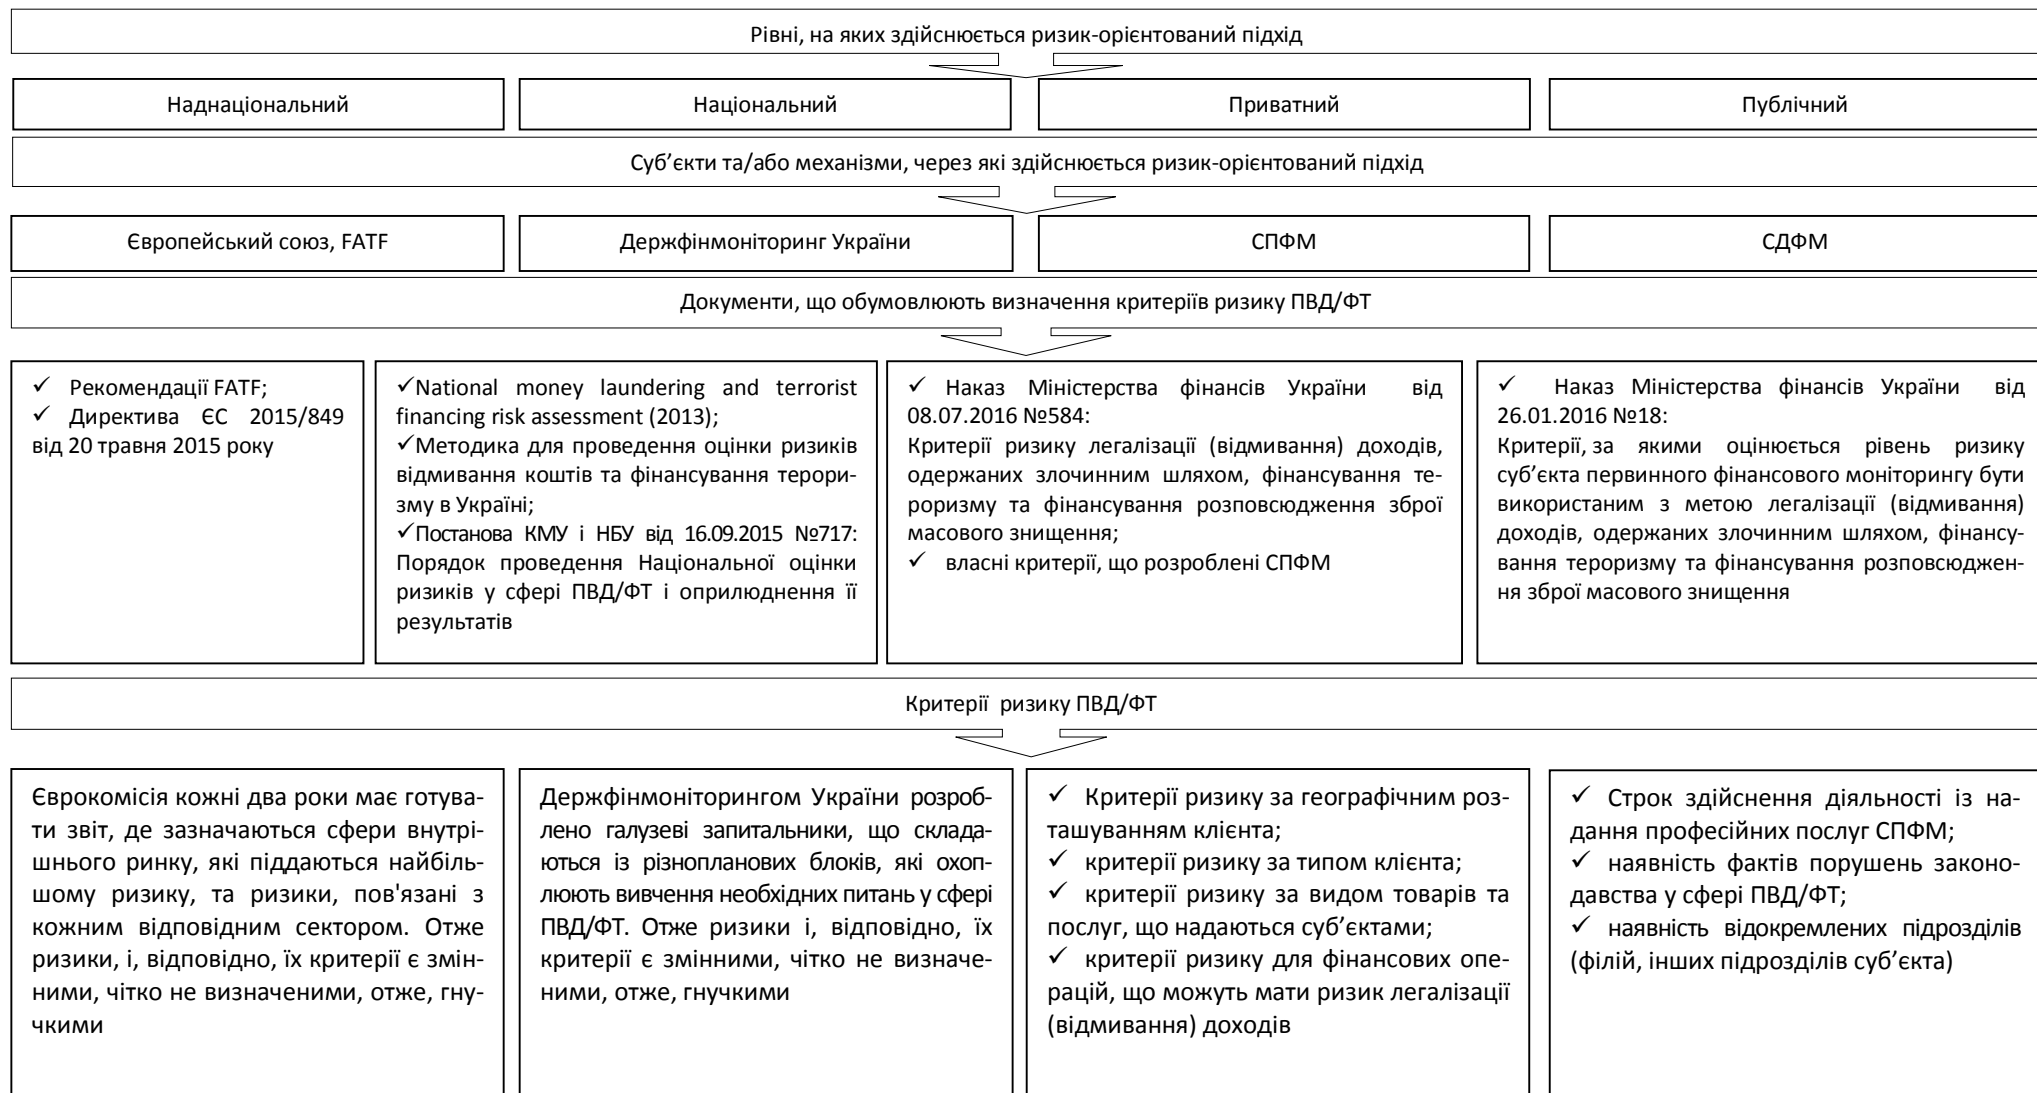 Рівні, на яких здійснюється ризик-орієнтований підхід
Наднаціональний
Національний
Приватний
Публічний
Суб’єкти та/або механізми, через які здійснюється ризик-орієнтований підхід
Європейський союз, FATF
Держфінмоніторинг України
СПФМ
СДФМ
Документи, що обумовлюють визначення критеріїв ризику ПВД/ФТ
✓ Рекомендації FATF;
✓ Директива ЄС 2015/849
від 20 травня 2015 року
✓National money laundering and terrorist
financing risk assessment (2013);
✓Методика для проведення оцінки ризиків
відмивання коштів та фінансування терори-
зму в Україні;
✓Постанова КМУ і НБУ від 16.09.2015 №717:
Порядок проведення Національної оцінки
ризиків у сфері ПВД/ФТ і оприлюднення її
результатів
✓ Наказ Міністерства фінансів України від
08.07.2016 №584:
Критерії ризику легалізації (відмивання) доходів,
одержаних злочинним шляхом, фінансування те-
роризму та фінансування розповсюдження зброї
масового знищення;
✓ власні критерії, що розроблені СПФМ
✓ Наказ Міністерства фінансів України від
26.01.2016 №18:
Критерії, за якими оцінюється рівень ризику
суб’єкта первинного фінансового моніторингу бути
використаним з метою легалізації (відмивання)
доходів, одержаних злочинним шляхом, фінансу-
вання тероризму та фінансування розповсюджен-
ня зброї масового знищення
Критерії ризику ПВД/ФТ
Єврокомісія кожні два роки має готува-
ти звіт, де зазначаються сфери внутрі-
шнього ринку, які піддаються найбіль-
шому ризику, та ризики, пов'язані з
кожним відповідним сектором. Отже
ризики, і, відповідно, їх критерії є змін-
ними, чітко не визначеними, отже, гну-
чкими
Держфінмоніторингом України розроб-
лено галузеві запитальники, що склада-
ються із різнопланових блоків, які охоп-
люють вивчення необхідних питань у сфері
ПВД/ФТ. Отже ризики і, відповідно, їх
критерії є змінними, чітко не визначе-
ними, отже, гнучкими
✓ Критерії ризику за географічним роз-
ташуванням клієнта;
✓ критерії ризику за типом клієнта;
✓ критерії ризику за видом товарів та
послуг, що надаються суб’єктами;
✓ критерії ризику для фінансових опе-
рацій, що можуть мати ризик легалізації
(відмивання) доходів
✓ Строк здійснення діяльності із на-
дання професійних послуг СПФМ;
✓ наявність фактів порушень законо-
давства у сфері ПВД/ФТ;
✓ наявність відокремлених підрозділів
(філій, інших підрозділів суб’єкта)